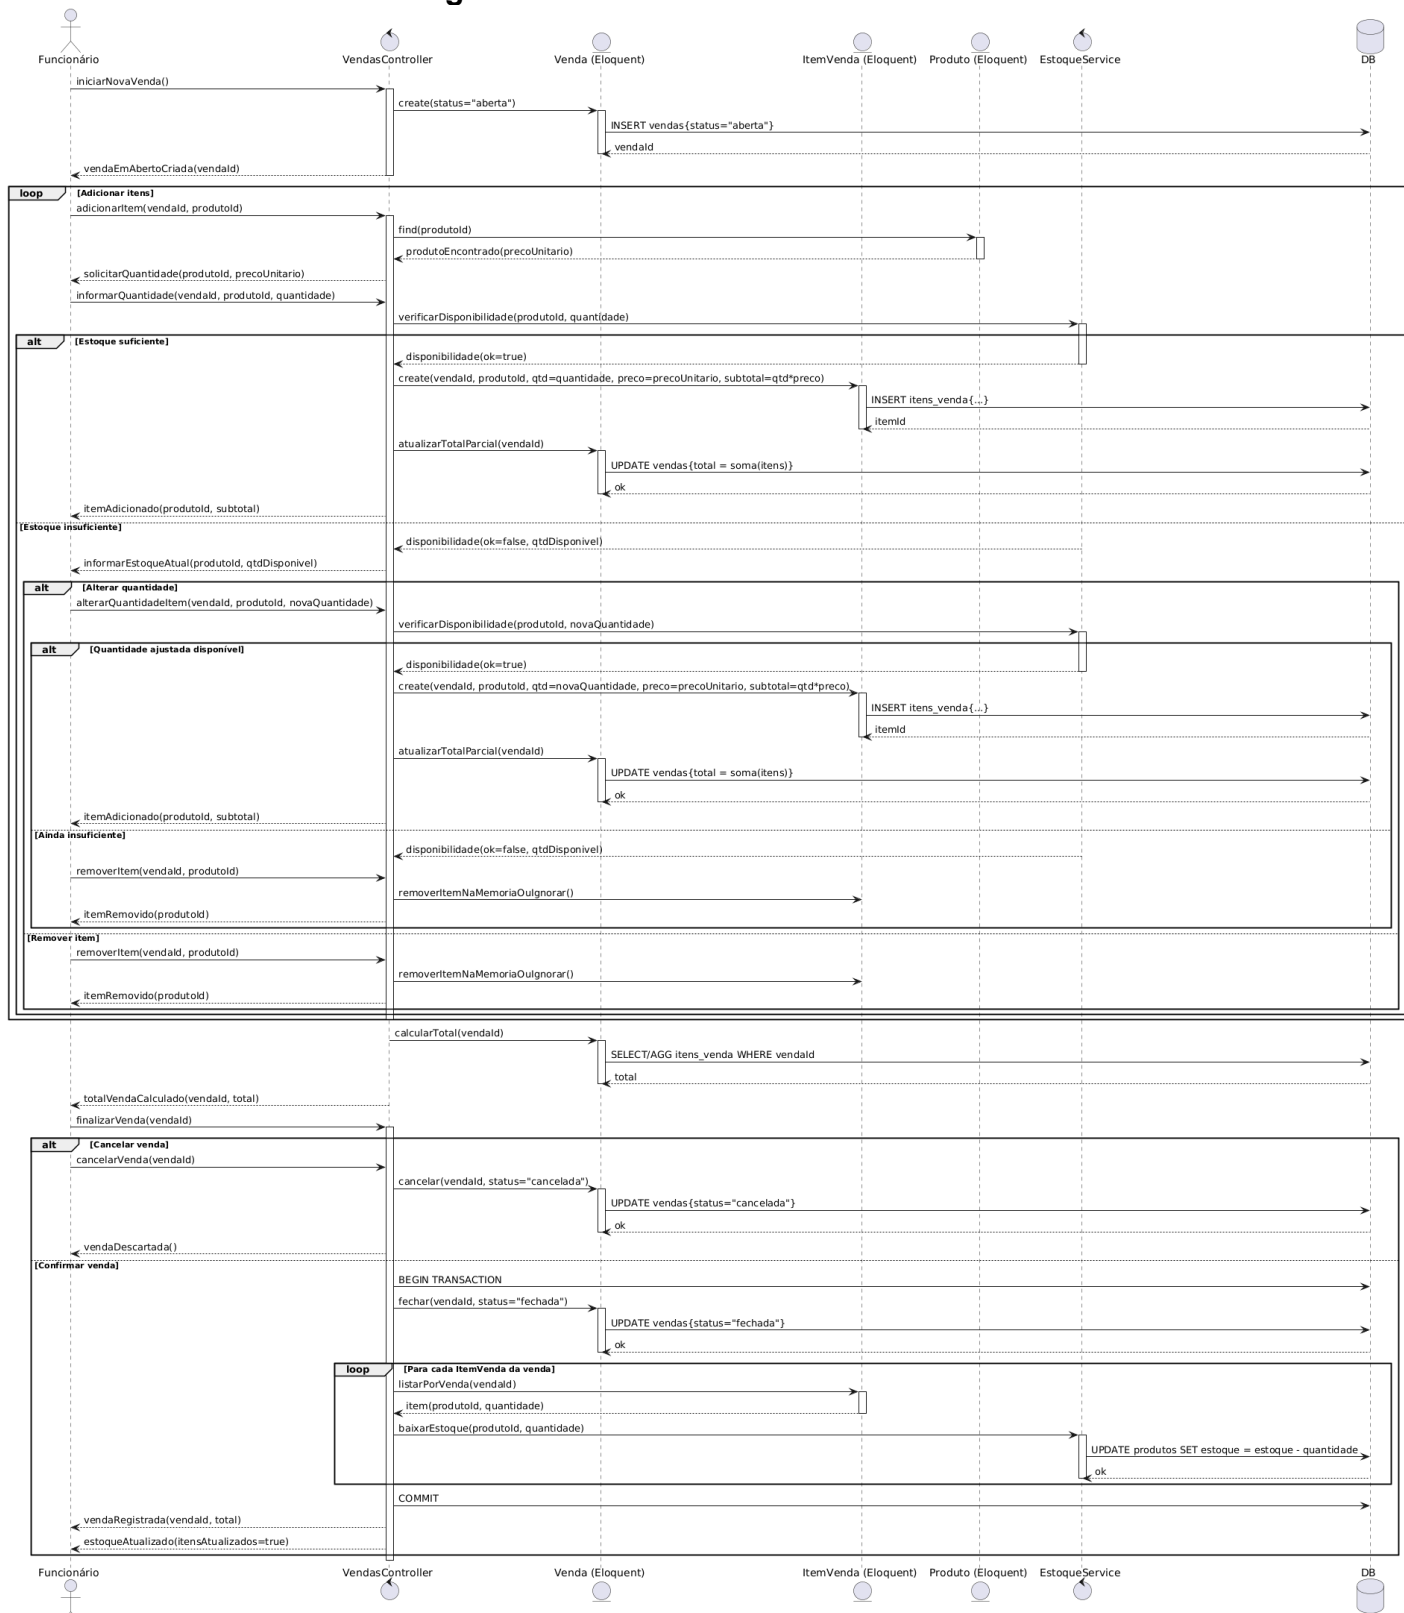 g
Funcionário VendasController Venda (Eloquent) ItemVenda (Eloquent) Produto (Eloquent) EstoqueService DB
iniciarNovaVenda()
create(status="aberta")
INSERT vendas{status="aberta"}
vendaId
vendaEmAbertoCriada(vendaId)
loop [Adicionar itens]
adicionarItem(vendaId, produtoId)
find(produtoId)
produtoEncontrado(precoUnitario)
solicitarQuantidade(produtoId, precoUnitario)
informarQuantidade(vendaId, produtoId, quantidade)
verificarDisponibilidade(produtoId, quantidade)
alt [Estoque suficiente]
disponibilidade(ok=true)
create(vendaId, produtoId, qtd=quantidade, preco=precoUnitario, subtotal=qtd*preco)
INSERT itens_venda{...}
itemId
atualizarTotalParcial(vendaId)
UPDATE vendas{total = soma(itens)}
ok
itemAdicionado(produtoId, subtotal)
[Estoque insuficiente]
disponibilidade(ok=false, qtdDisponivel)
informarEstoqueAtual(produtoId, qtdDisponivel)
alt [Alterar quantidade]
alterarQuantidadeItem(vendaId, produtoId, novaQuantidade)
verificarDisponibilidade(produtoId, novaQuantidade)
alt [Quantidade ajustada disponível]
disponibilidade(ok=true)
create(vendaId, produtoId, qtd=novaQuantidade, preco=precoUnitario, subtotal=qtd*preco)
INSERT itens_venda{...}
itemId
atualizarTotalParcial(vendaId)
UPDATE vendas{total = soma(itens)}
ok
itemAdicionado(produtoId, subtotal)
[Ainda insuficiente]
disponibilidade(ok=false, qtdDisponivel)
removerItem(vendaId, produtoId)
removerItemNaMemoriaOuIgnorar()
itemRemovido(produtoId)
[Remover item]
removerItem(vendaId, produtoId)
removerItemNaMemoriaOuIgnorar()
itemRemovido(produtoId)
calcularTotal(vendaId)
SELECT/AGG itens_venda WHERE vendaId
total
totalVendaCalculado(vendaId, total)
finalizarVenda(vendaId)
alt [Cancelar venda]
cancelarVenda(vendaId)
cancelar(vendaId, status="cancelada")
UPDATE vendas{status="cancelada"}
ok
vendaDescartada()
[Confirmar venda]
BEGIN TRANSACTION
fechar(vendaId, status="fechada")
UPDATE vendas{status="fechada"}
ok
loop [Para cada ItemVenda da venda]
listarPorVenda(vendaId)
item(produtoId, quantidade)
baixarEstoque(produtoId, quantidade)
UPDATE produtos SET estoque = estoque - quantidade
ok
COMMIT
vendaRegistrada(vendaId, total)
estoqueAtualizado(itensAtualizados=true)
Funcionário VendasController Venda (Eloquent) ItemVenda (Eloquent) Produto (Eloquent) EstoqueService DB